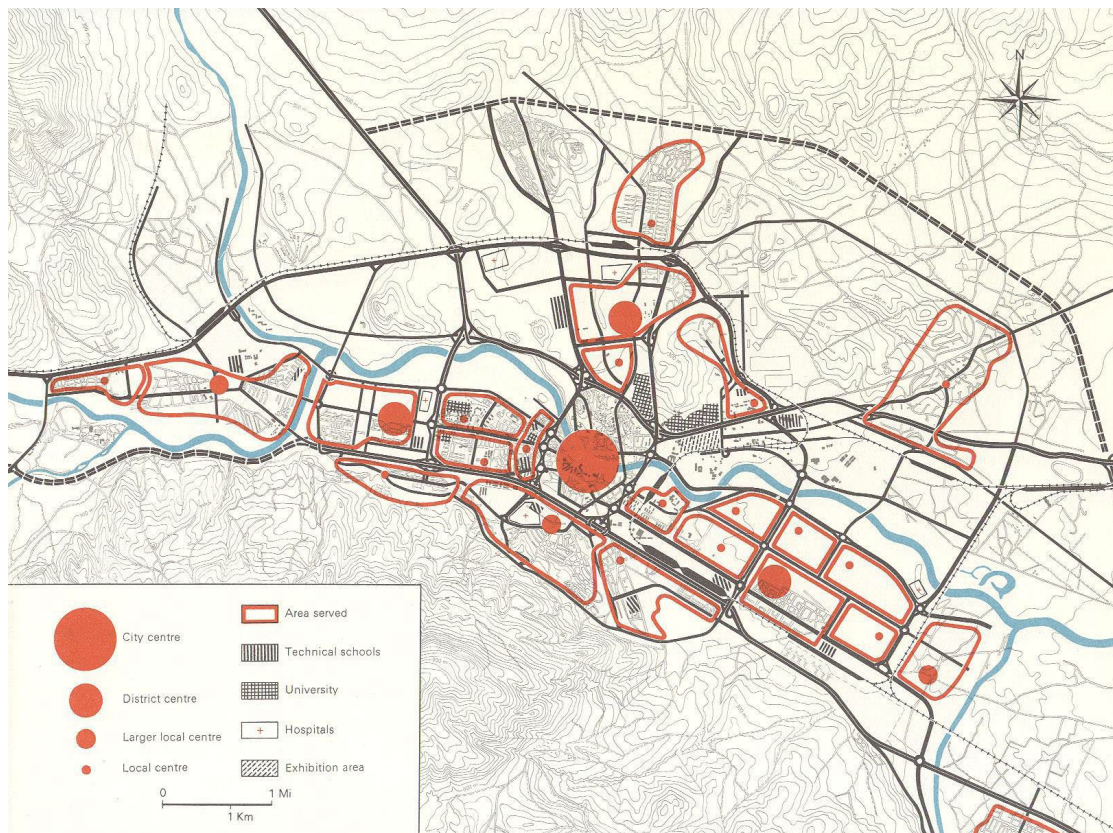 N
City centre
District centre
Larger local centre
Local centre
Area served
Technical schools
University
Hospitals
Exhibition area
0 1 Mi
1 Km